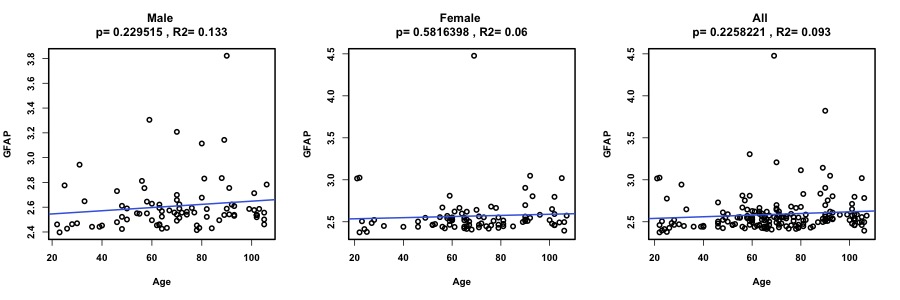 Male
p= 0.229515 , R2= 0.133
GFAP
3.8
3.6
3.4
3.2
3.0
2.8
2.6
2.4
20 40 60 80 100
Age
Female
p= 0.5816398 , R2= 0.06
GFAP
4.5
4.0
3.5
3.0
2.5
20 40 60 80 100
Age
All
p= 0.2258221 , R2= 0.093
GFAP
4.5
4.0
3.5
3.0
2.5
20 40 60 80 100
Age